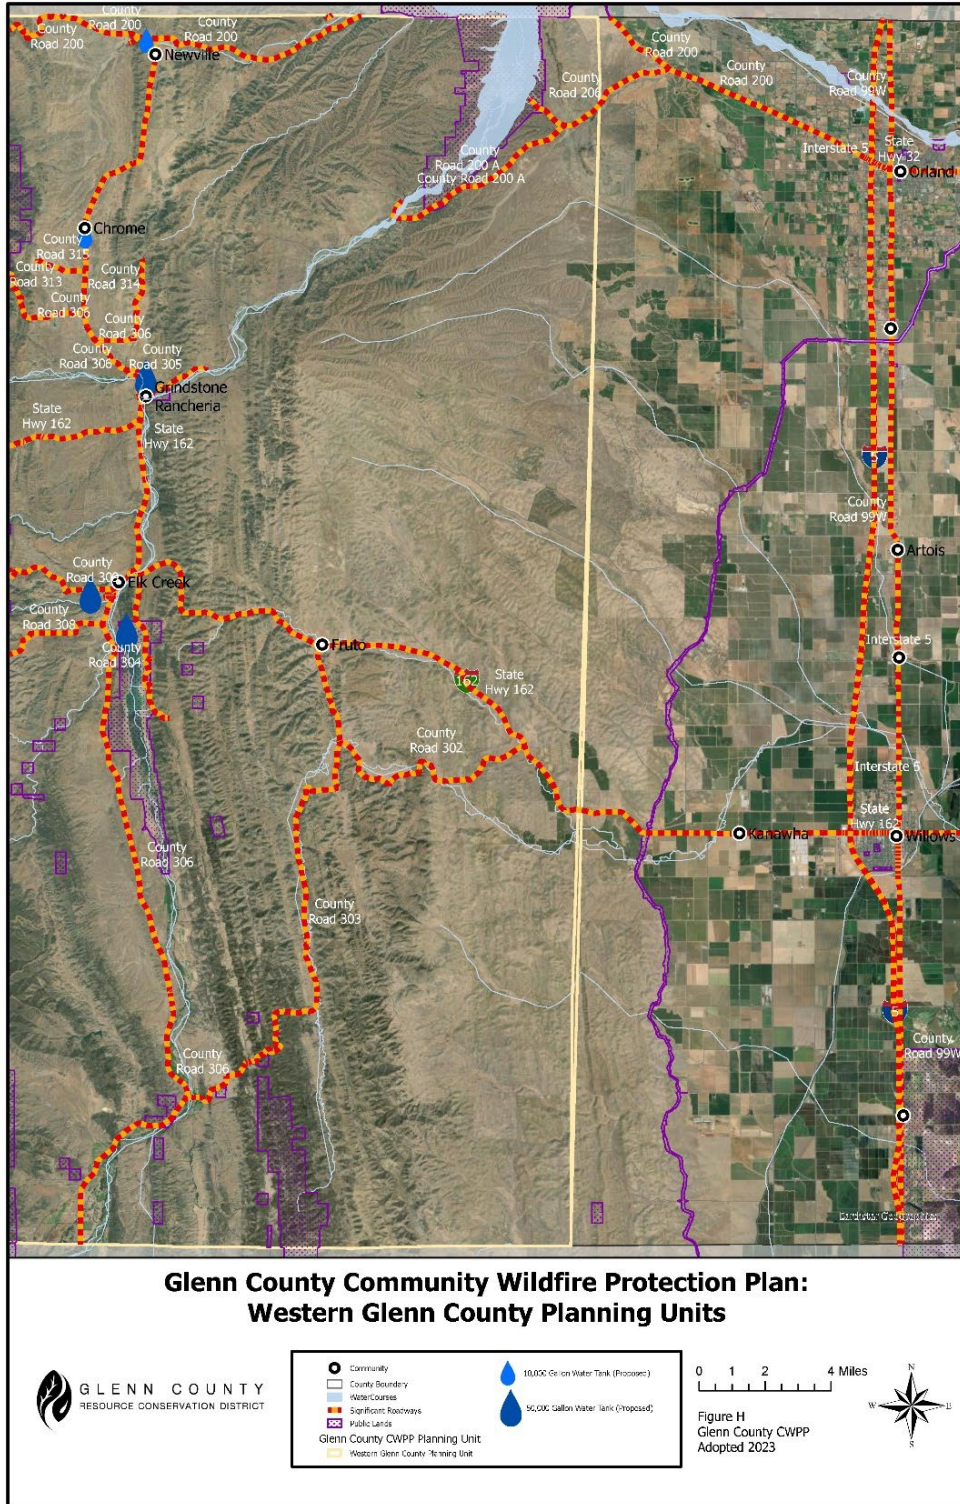 County
Road 200
County
Road 200
County
Road 200
Newville
County
Road 200
County
Road 200
County
Road 206
County
Road 99W
Interstate 5
State
Hwy 32
Orland
County
Road 200 A
County Road 200 A
Chrome
County
Road 315
County
Road 313
County
Road 314
County
Road 306
County
Road 306
County
Road 306
County
Road 305
Grindstone
Rancheria
State
Hwy 162
State
Hwy 162
5
County
Road 99W
Artois
County
Elk Creek
County
Road 308
County
Road 304
Fruto
162
State
Hwy 162
Interstate 5
County
Road 302
Interstate 5
State
Hwy 162
Kanawha
Willows
County
Road 306
County
Road 303
County
Road 306
5
County
Road 99W
Glenn County Community Wildfire Protection Plan:
Western Glenn County Planning Units
GLENN COUNTY
RESOURCE CONSERVATION DISTRICT
Community
County Boundary
WaterCourses
Significant Roadways
Public Lands
Glenn County CWPP Planning Unit
Western Glenn County Planning Unit
10,000 Gallon Water Tank (Proposed)
50,000 Gallon Water Tank (Proposed)
0 1 2 4 Miles
Figure H
Glenn County CWPP
Adopted 2023
N
W
E
S